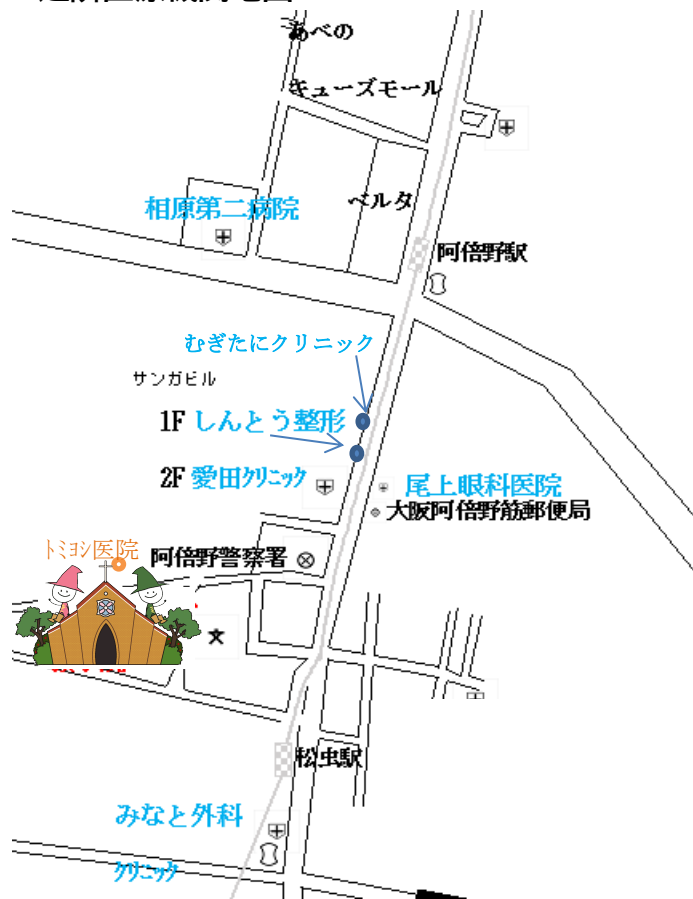 あべの
キューズモール
ベルタ
相原第二病院
阿倍野駅
むぎたにクリニック
サンガビル
1F しんとう整形
2F 愛田クリニック
尾上眼科医院
大阪阿倍野筋郵便局
トミヨシ医院
阿倍野警察署
松虫駅
みなと外科
クリニック